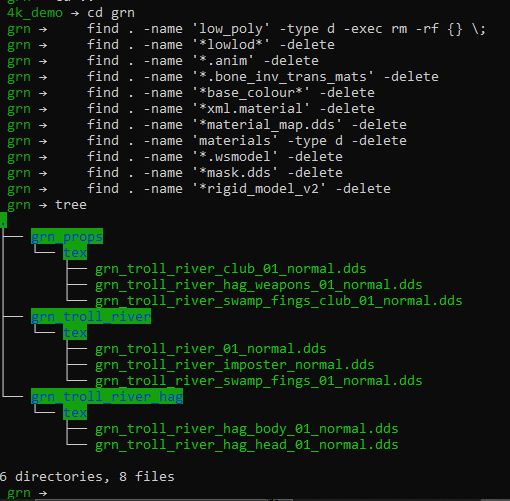 4k_demo → cd grn
grn → find . -name 'low_poly' -type d -exec rm -rf {} \;
grn → find . -name '*lowlod*' -delete
grn → find . -name '*.anim' -delete
grn → find . -name '*.bone_inv_trans_mats' -delete
grn → find . -name '*base_colour*' -delete
grn → find . -name '*xml.material' -delete
grn → find . -name '*material_map.dds' -delete
grn → find . -name 'materials' -type d -delete
grn → find . -name '*.wsmodel' -delete
grn → find . -name '*mask.dds' -delete
grn → find . -name '*rigid_model_v2' -delete
grn → tree
.
├── grn_props
│   └── tex
│       ├── grn_troll_river_club_01_normal.dds
│       ├── grn_troll_river_hag_weapons_01_normal.dds
│       └── grn_troll_river_swamp_fings_club_01_normal.dds
├── grn_troll_river
│   └── tex
│       ├── grn_troll_river_01_normal.dds
│       ├── grn_troll_river_imposter_normal.dds
│       └── grn_troll_river_swamp_fings_01_normal.dds
└── grn_troll_river_hag
    └── tex
        ├── grn_troll_river_hag_body_01_normal.dds
        └── grn_troll_river_hag_head_01_normal.dds
6 directories, 8 files
grn →